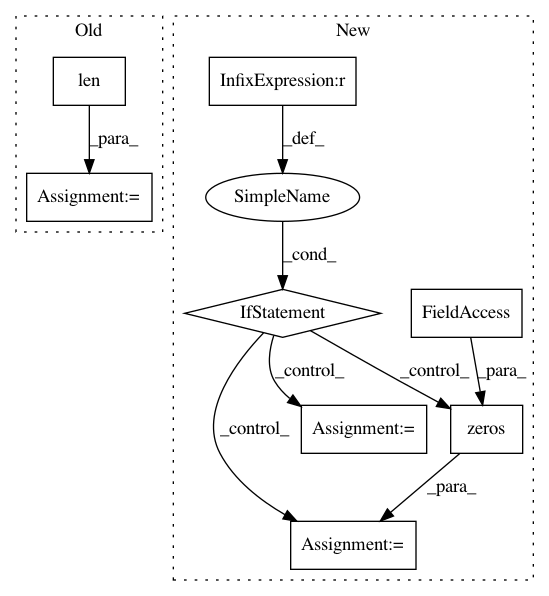 Old
New
len
InfixExpression:r
_para_
_def_
Assignment:=
SimpleName
_cond_
IfStatement
FieldAccess
_control_
_control_
_para_
_control_
Assignment:=
zeros
_para_
Assignment:=